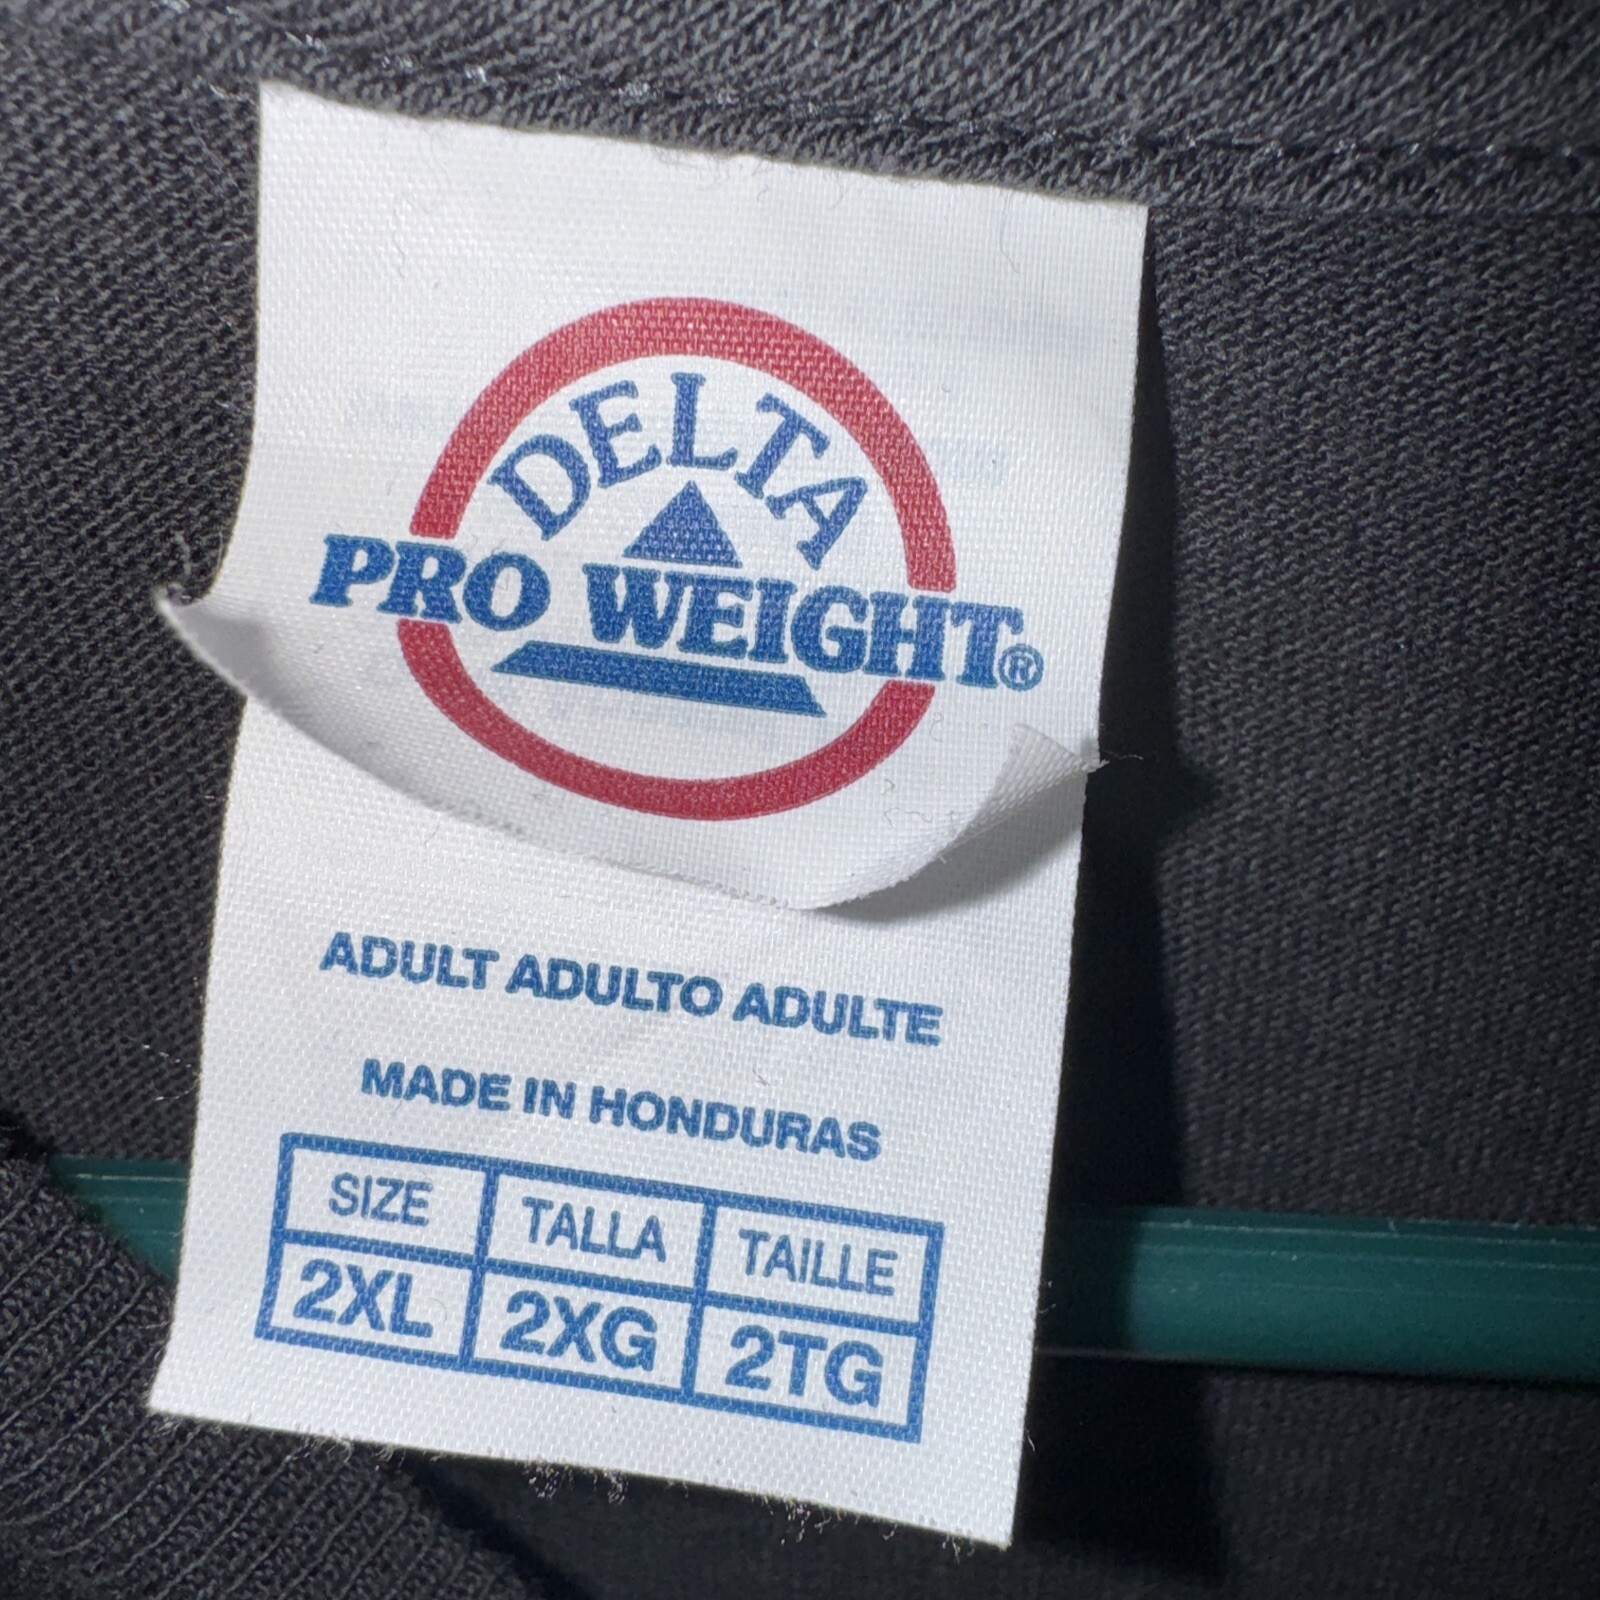 DELTA
PRO WEIGHT®
ADULT ADULTO ADULTE
MADE IN HONDURAS
SIZE TALLA TAILLE
2XL 2XG 2TG